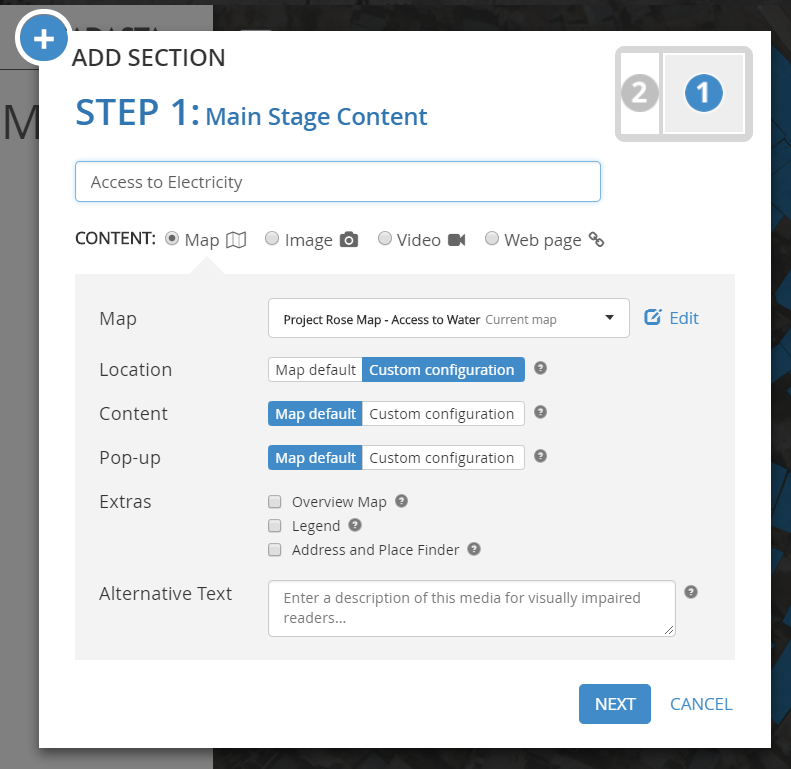 ADD SECTION
2
1
STEP 1: Main Stage Content
M
Access to Electricity
CONTENT: Map Image Video Web page
Map Project Rose Map - Access to Water Current map Edit
Location Map default Custom configuration ?
Content Map default Custom configuration ?
Pop-up Map default Custom configuration ?
Extras Overview Map ?
Legend ?
Address and Place Finder ?
Alternative Text Enter a description of this media for visually impaired ?
readers...
NEXT CANCEL